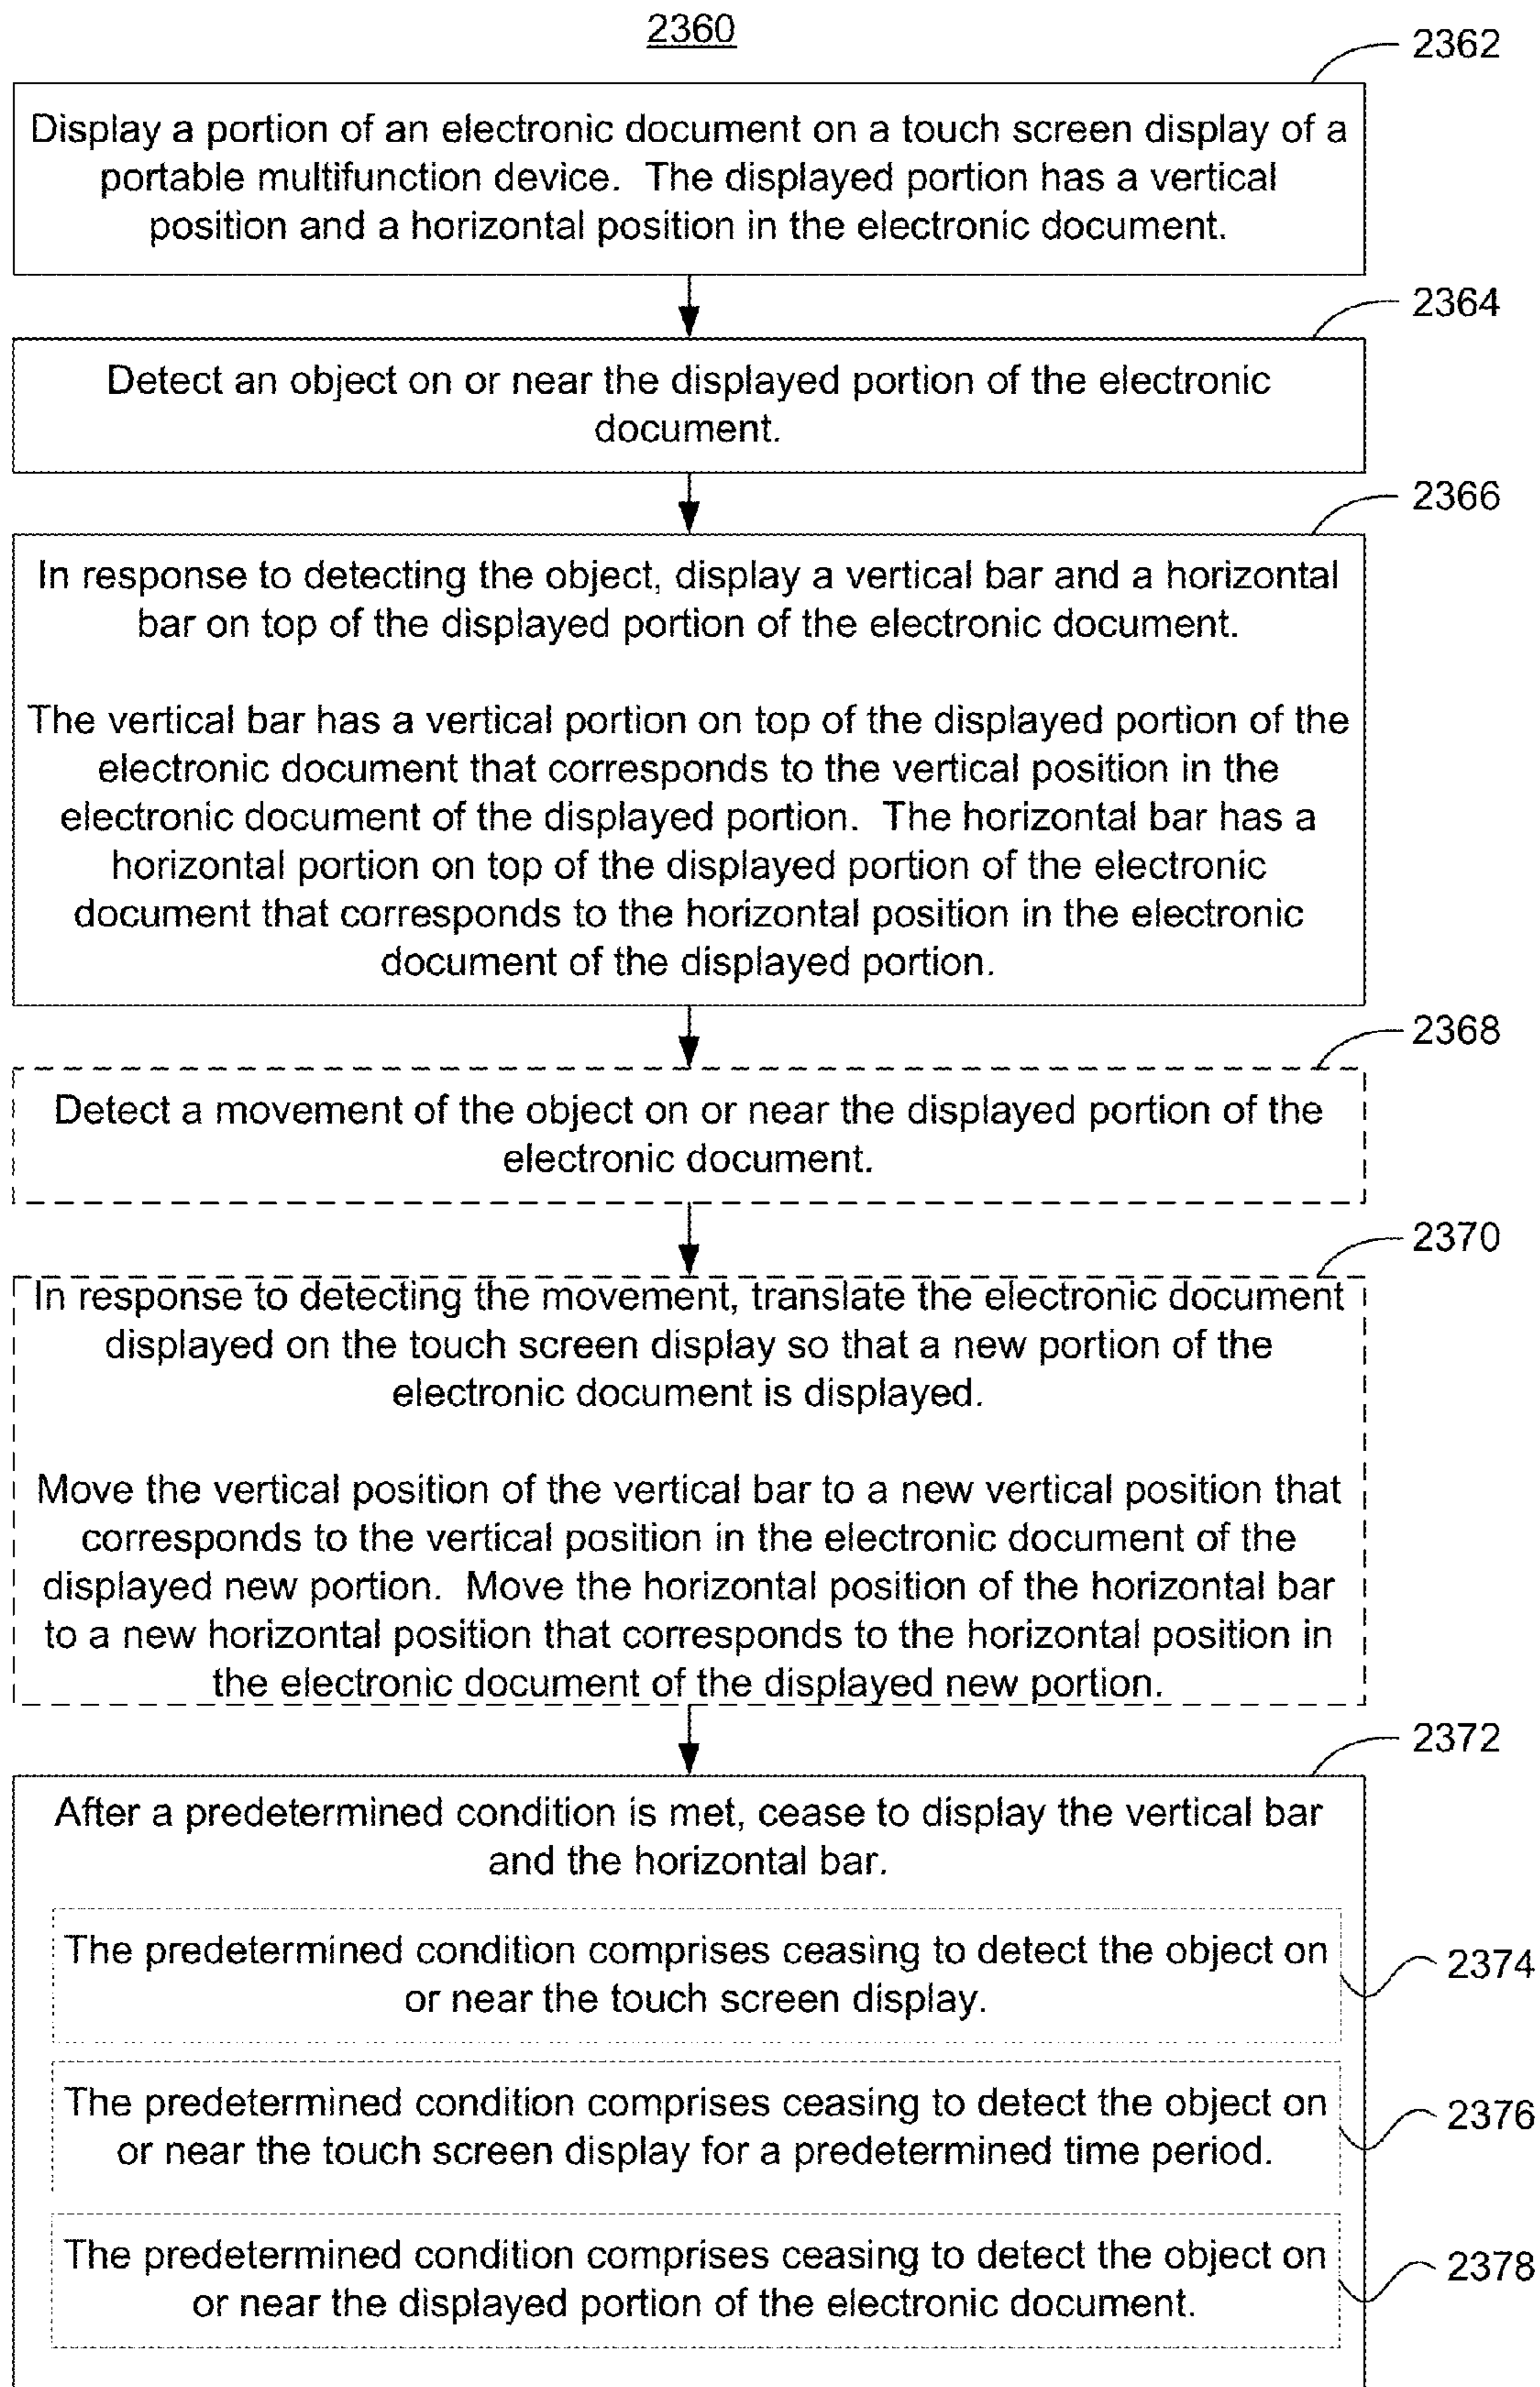 2360
2362
Display a portion of an electronic document on a touch screen display of a
portable multifunction device. The displayed portion has a vertical
position and a horizontal position in the electronic document.
2364
Detect an object on or near the displayed portion of the electronic
document.
2366
In response to detecting the object, display a vertical bar and a horizontal
bar on top of the displayed portion of the electronic document.
The vertical bar has a vertical portion on top of the displayed portion of the
electronic document that corresponds to the vertical position in the
electronic document of the displayed portion. The horizontal bar has a
horizontal portion on top of the displayed portion of the electronic
document that corresponds to the horizontal position in the electronic
document of the displayed portion.
2368
Detect a movement of the object on or near the displayed portion of the
electronic document.
2370
In response to detecting the movement, translate the electronic document
displayed on the touch screen display so that a new portion of the
electronic document is displayed.
Move the vertical position of the vertical bar to a new vertical position that
corresponds to the vertical position in the electronic document of the
displayed new portion. Move the horizontal position of the horizontal bar
to a new horizontal position that corresponds to the horizontal position in
the electronic document of the displayed new portion.
2372
After a predetermined condition is met, cease to display the vertical bar
and the horizontal bar.
The predetermined condition comprises ceasing to detect the object on
or near the touch screen display.
2374
The predetermined condition comprises ceasing to detect the object on
or near the touch screen display for a predetermined time period.
2376
The predetermined condition comprises ceasing to detect the object on
or near the displayed portion of the electronic document.
2378